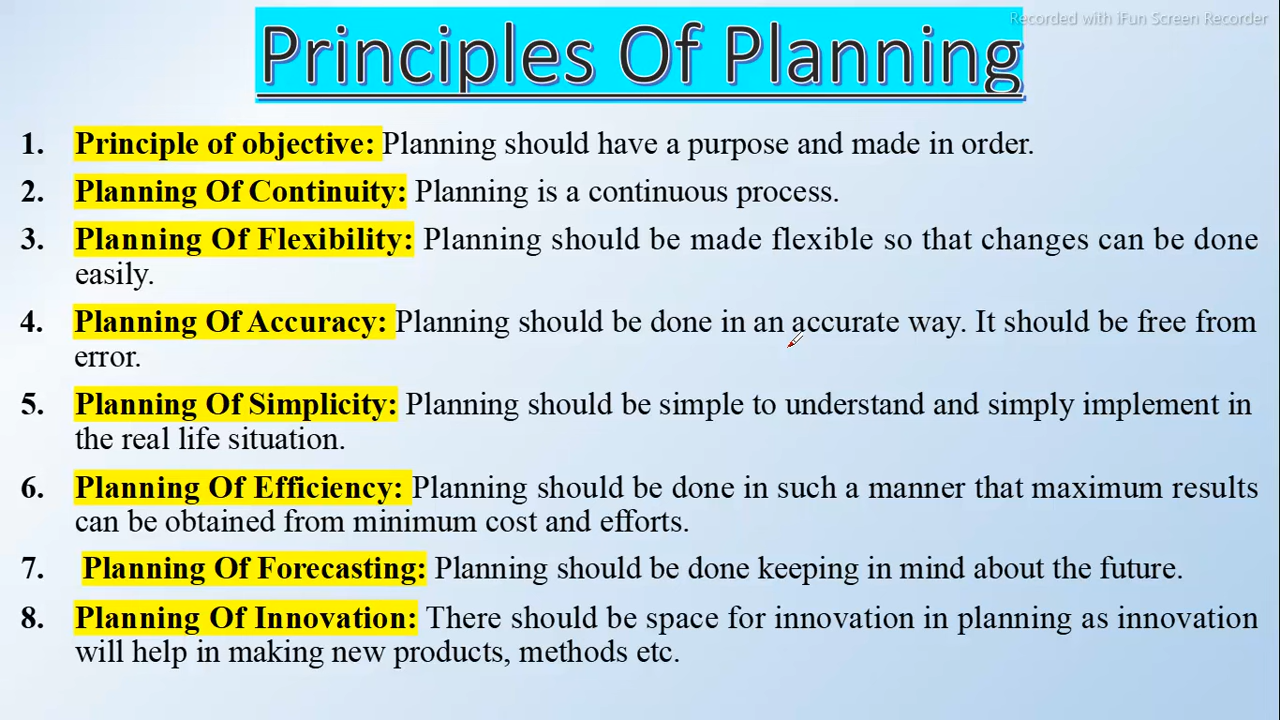 Recorded with iFun Screen Recorder
Principles Of Planning
1. Principle of objective: Planning should have a purpose and made in order.
2. Planning Of Continuity: Planning is a continuous process.
3. Planning Of Flexibility: Planning should be made flexible so that changes can be done
easily.
4. Planning Of Accuracy: Planning should be done in an accurate way. It should be free from
error.
5. Planning Of Simplicity: Planning should be simple to understand and simply implement in
the real life situation.
6. Planning Of Efficiency: Planning should be done in such a manner that maximum results
can be obtained from minimum cost and efforts.
7. Planning Of Forecasting: Planning should be done keeping in mind about the future.
8. Planning Of Innovation: There should be space for innovation in planning as innovation
will help in making new products, methods etc.